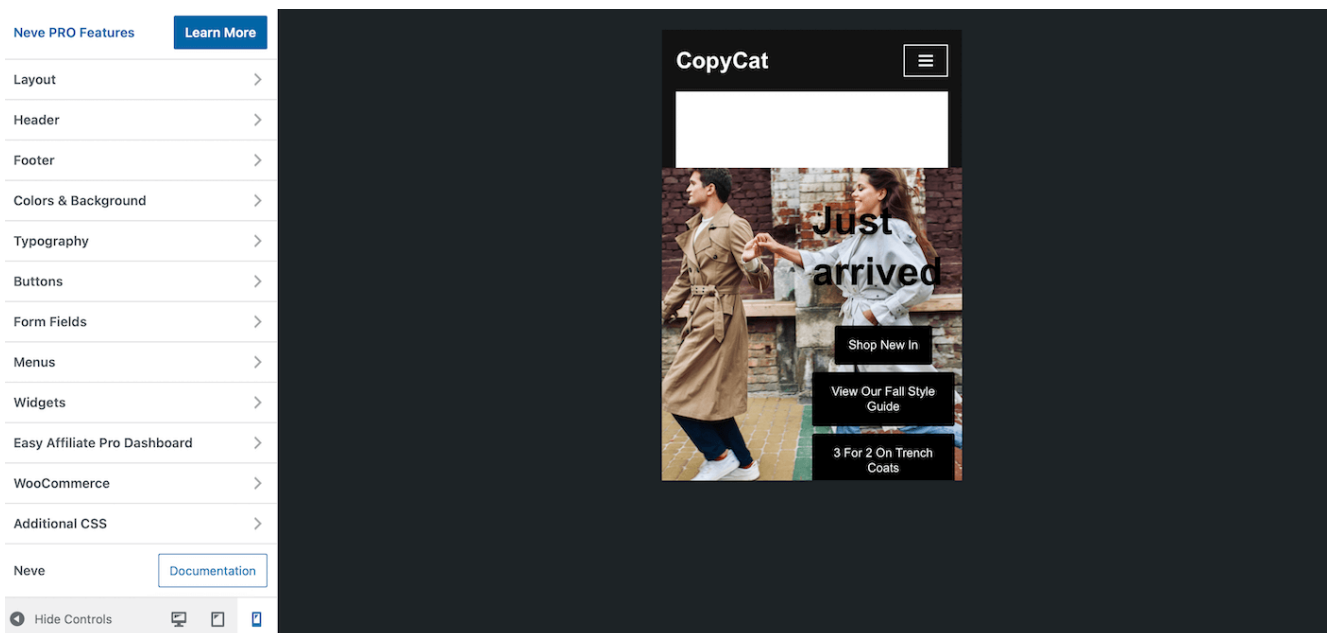 Neve PRO Features
Learn More
Layout
Header
Footer
Colors & Background
Typography
Buttons
Form Fields
Menus
Widgets
Easy Affiliate Pro Dashboard
WooCommerce
Additional CSS
Neve
Documentation
Hide Controls
CopyCat
Just
arrived
Shop New In
View Our Fall Style
Guide
3 For 2 On Trench
Coats